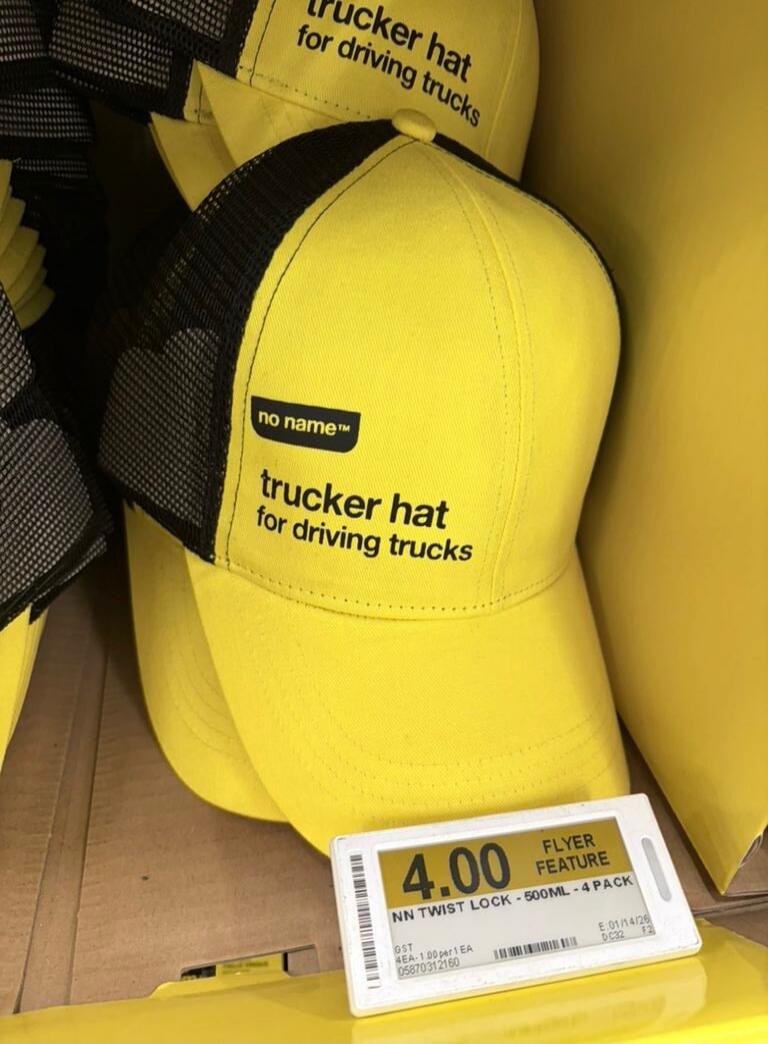 trucker hat
for driving trucks
no name™
trucker hat
for driving trucks
4.00
FLYER
FEATURE
NN TWIST LOCK - 500ML - 4 PACK
GST
4EA-1.00 per 1 EA
05870312160
E:01/14/26
DC32 F2